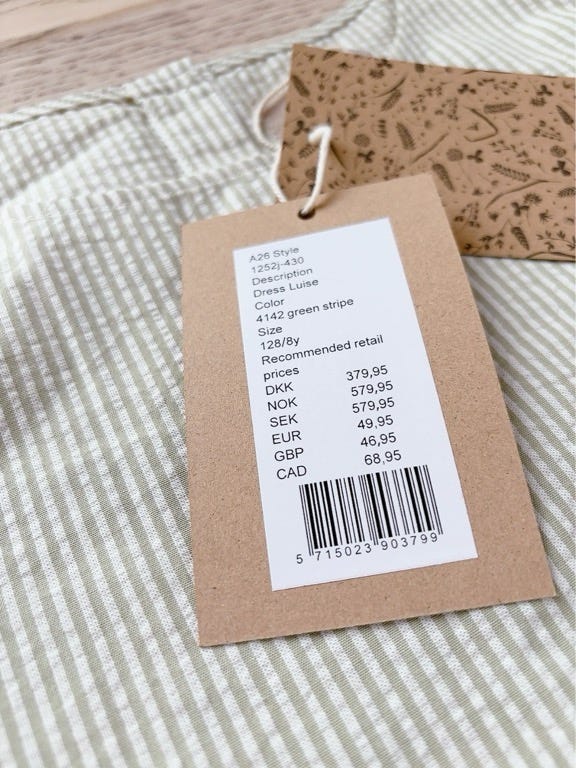 A26 Style
1252j-430
Description
Dress Luise
Color
4142 green stripe
Size
128/8y
Recommended retail
prices
DKK 379,95
NOK 579,95
SEK 579,95
EUR 49,95
GBP 46,95
CAD 68,95
5 715023 903799